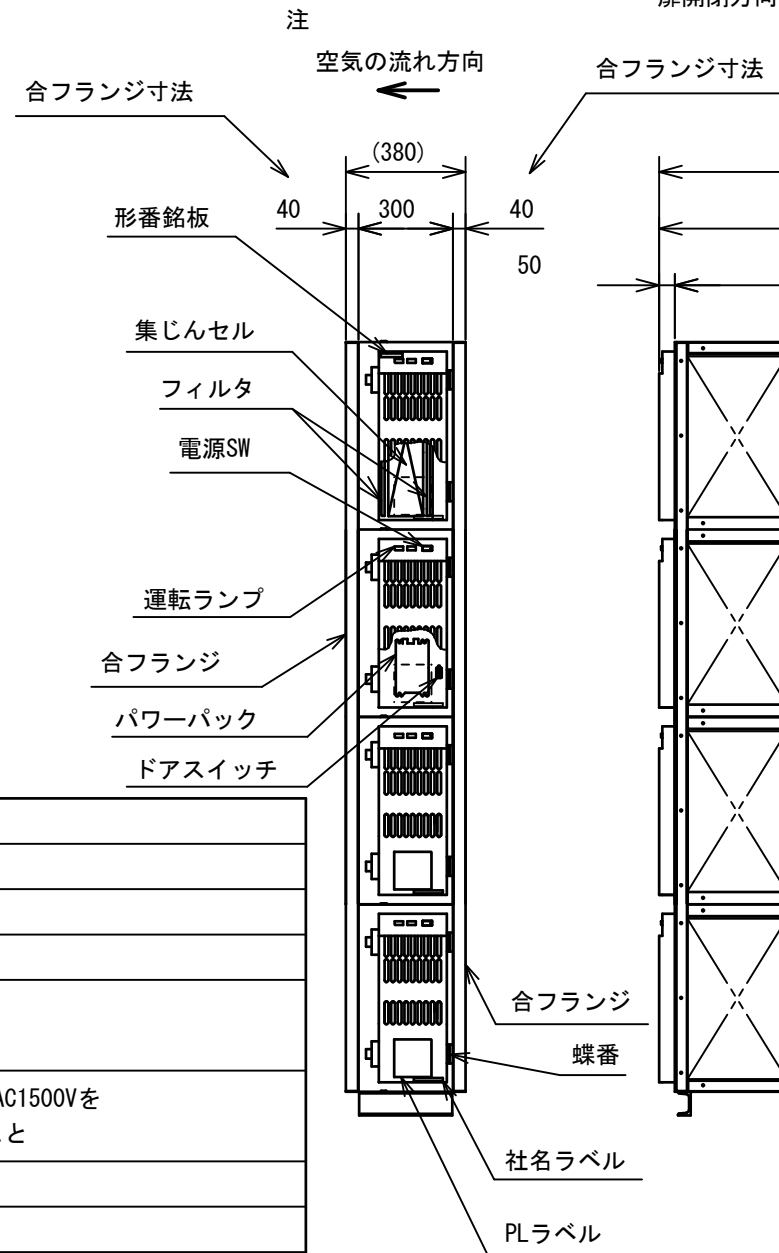 扉開閉方向
注
空気の流れ方向
合フランジ寸法
合フランジ寸法
(380)
40
300
40
形番銘板
50
集じんセル
フィルタ
電源SW
運転ランプ
合フランジ
パワーパック
ドアスイッチ
合フランジ
蝶番
AC1500Vを
こと
社名ラベル
PLラベル